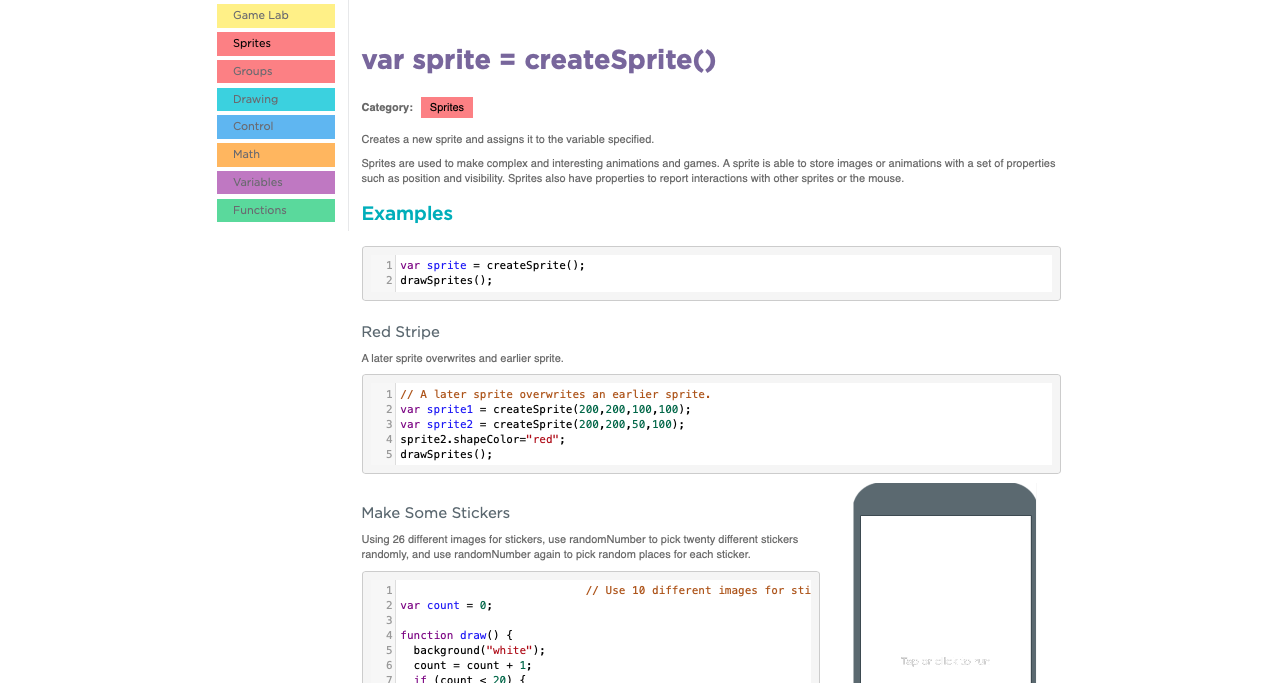 Game Lab
Sprites
Groups
Drawing
Control
Math
Variables
Functions
var sprite = createSprite()
Category: Sprites
Creates a new sprite and assigns it to the variable specified.
Sprites are used to make complex and interesting animations and games. A sprite is able to store images or animations with a set of properties
such as position and visibility. Sprites also have properties to report interactions with other sprites or the mouse.
Examples
1 var sprite = createSprite();
2 drawSprites();
Red Stripe
A later sprite overwrites and earlier sprite.
1 // A later sprite overwrites an earlier sprite.
2 var sprite1 = createSprite(200,200,100,100);
3 var sprite2 = createSprite(200,200,50,100);
4 sprite2.shapeColor="red";
5 drawSprites();
Make Some Stickers
Using 26 different images for stickers, use randomNumber to pick twenty different stickers
randomly, and use randomNumber again to pick random places for each sticker.
1 // Use 10 different images for sti
2 var count = 0;
3
4 function draw() {
5 background("white");
6 count = count + 1;
7 if (count < 20) {
Tap or click to run